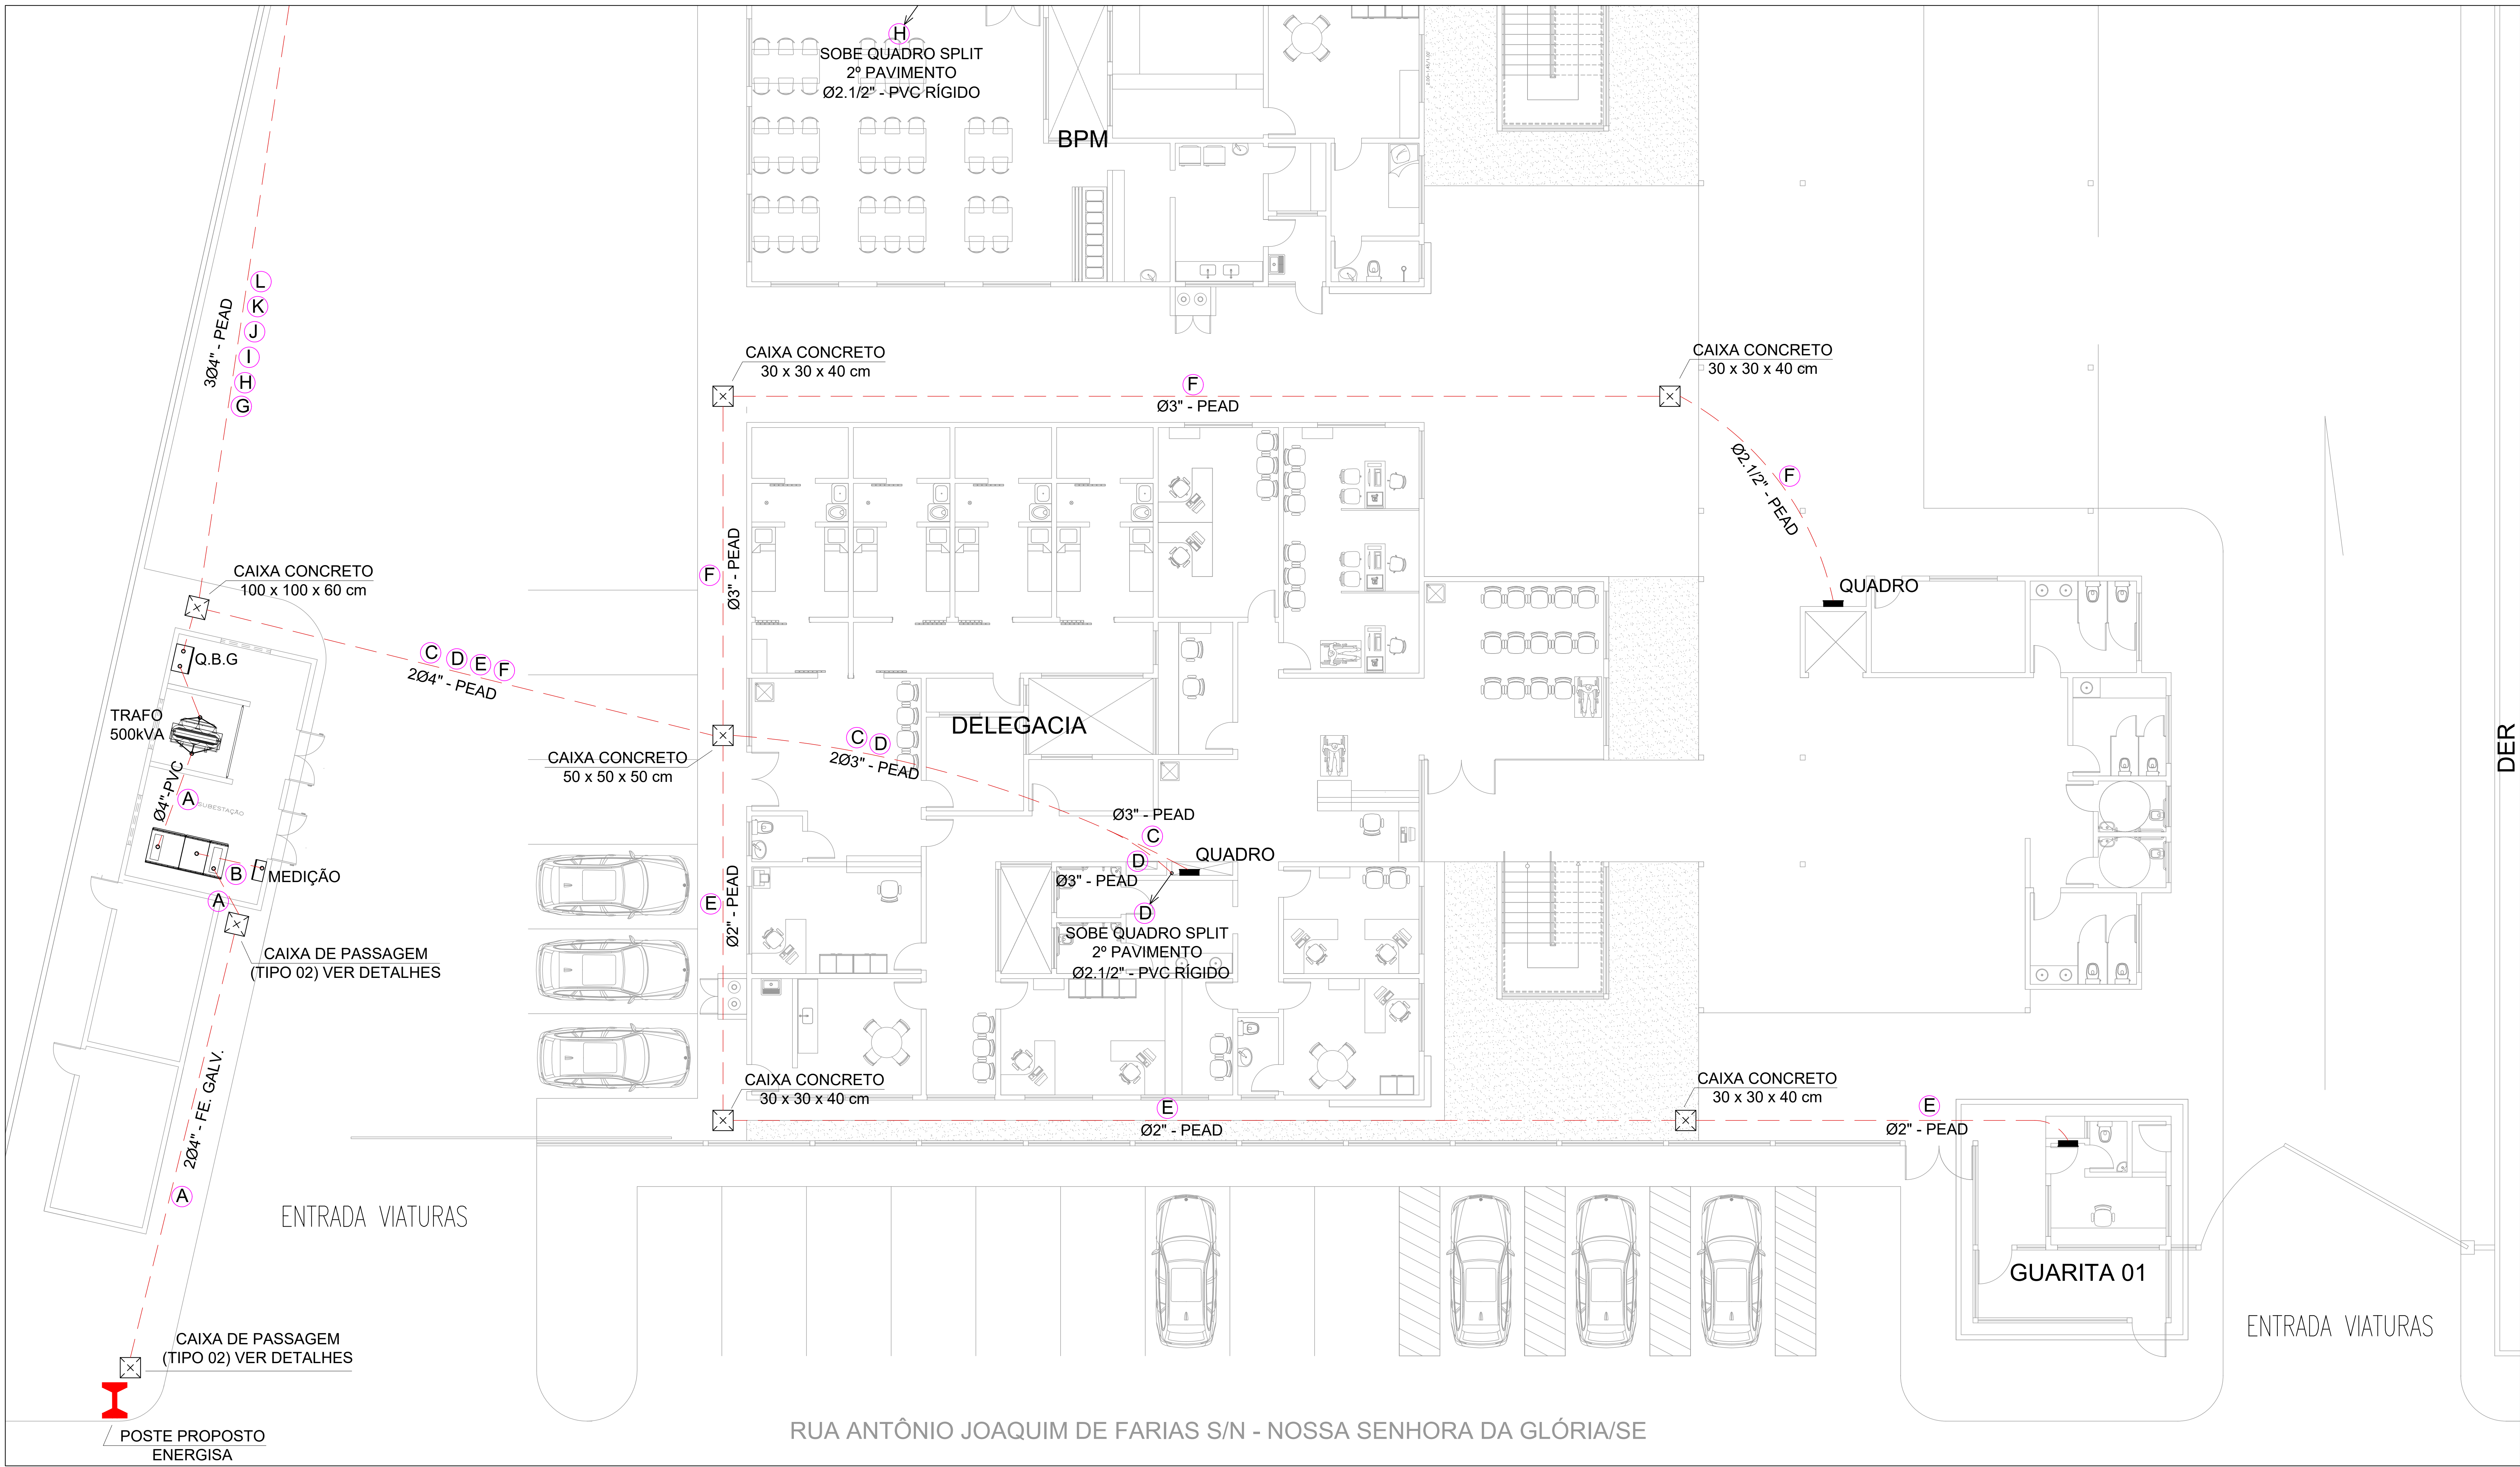 H
SOBE QUADRO SPLIT
2º PAVIMENTO
Ø2.1/2" - PVC RÍGIDO
BPM
L
K
J
I
H
G
3Ø4" - PEAD
CAIXA CONCRETO
30 x 30 x 40 cm
F
Ø3" - PEAD
CAIXA CONCRETO
30 x 30 x 40 cm
F
Ø2.1/2" - PEAD
QUADRO
CAIXA CONCRETO
100 x 100 x 60 cm
F
Ø3" - PEAD
Q.B.G
C D E F
2Ø4" - PEAD
TRAFO
500kVA
DELEGACIA
C D
2Ø3" - PEAD
CAIXA CONCRETO
50 x 50 x 50 cm
DER
Ø4"-PVC
A
SUBESTAÇÃO
Ø3" - PEAD
C
QUADRO
D
Ø3" - PEAD
B
MEDIÇÃO
A
E
Ø2" - PEAD
D
SOBE QUADRO SPLIT
2º PAVIMENTO
Ø2.1/2" - PVC RÍGIDO
CAIXA DE PASSAGEM
(TIPO 02) VER DETALHES
2Ø4" - FE. GALV.
A
CAIXA CONCRETO
30 x 30 x 40 cm
E
Ø2" - PEAD
CAIXA CONCRETO
30 x 30 x 40 cm
E
Ø2" - PEAD
ENTRADA VIATURAS
GUARITA 01
ENTRADA VIATURAS
CAIXA DE PASSAGEM
(TIPO 02) VER DETALHES
POSTE PROPOSTO
ENERGISA
RUA ANTÔNIO JOAQUIM DE FARIAS S/N - NOSSA SENHORA DA GLÓRIA/SE